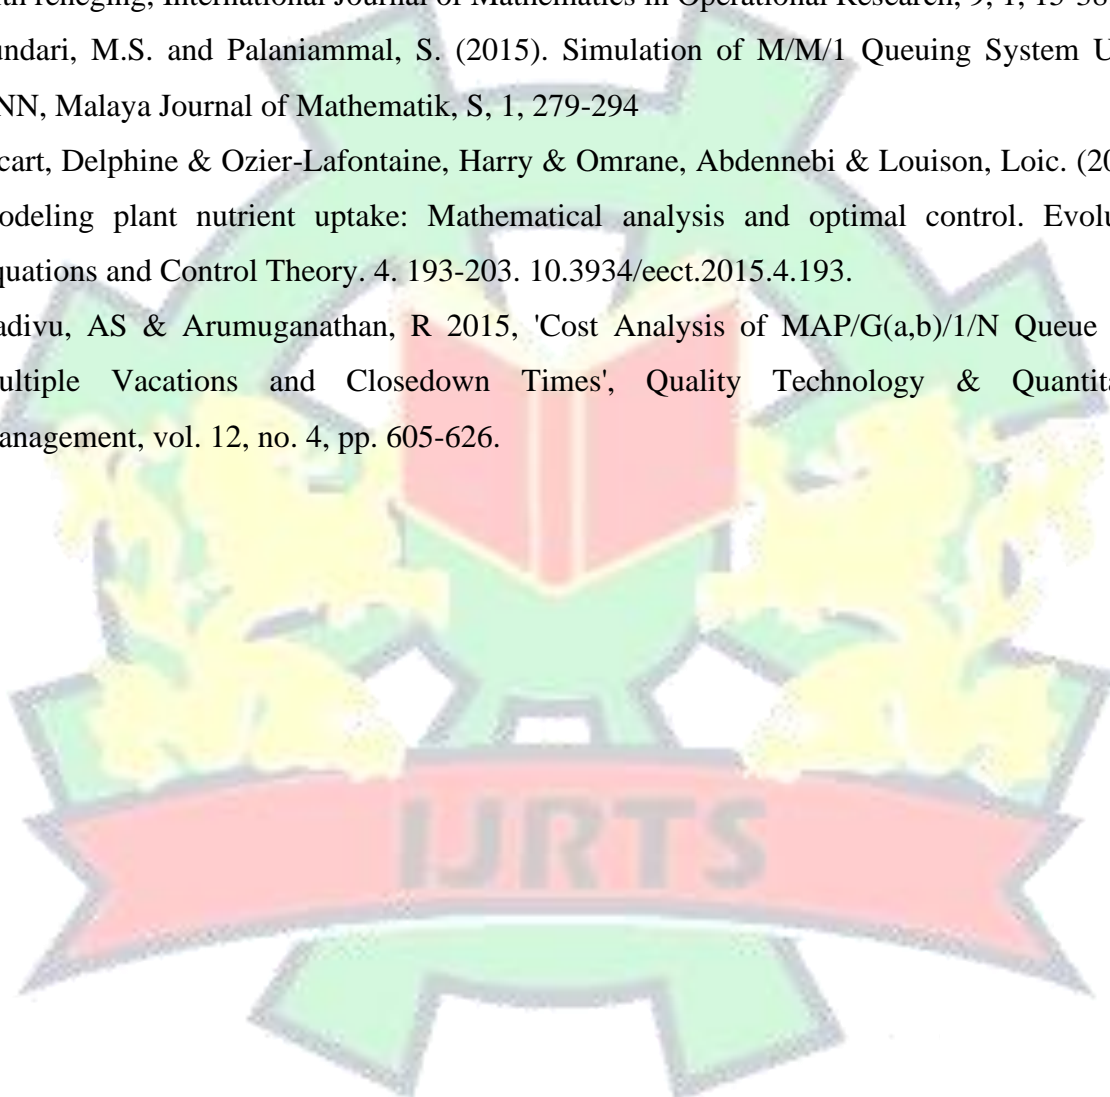 reneging, International Journal of Mathematics in Operational Research, 9, 1, 15-38
undari, M.S. and Palaniammal, S. (2015). Simulation of M/M/1 Queuing System U
NN, Malaya Journal of Mathematik, S, 1, 279-294
cart, Delphine & Ozier-Lafontaine, Harry & Omrane, Abdennebi & Louison, Loic. (20
odeling plant nutrient uptake: Mathematical analysis and optimal control. Evolu
quations and Control Theory. 4. 193-203. 10.3934/eect.2015.4.193.
adivu, AS & Arumuganathan, R 2015, 'Cost Analysis of MAP/G(a,b)/1/N Queue
ultiple Vacations and Closedown Times', Quality Technology & Quantita
anagement, vol. 12, no. 4, pp. 605-626.
IJRTS